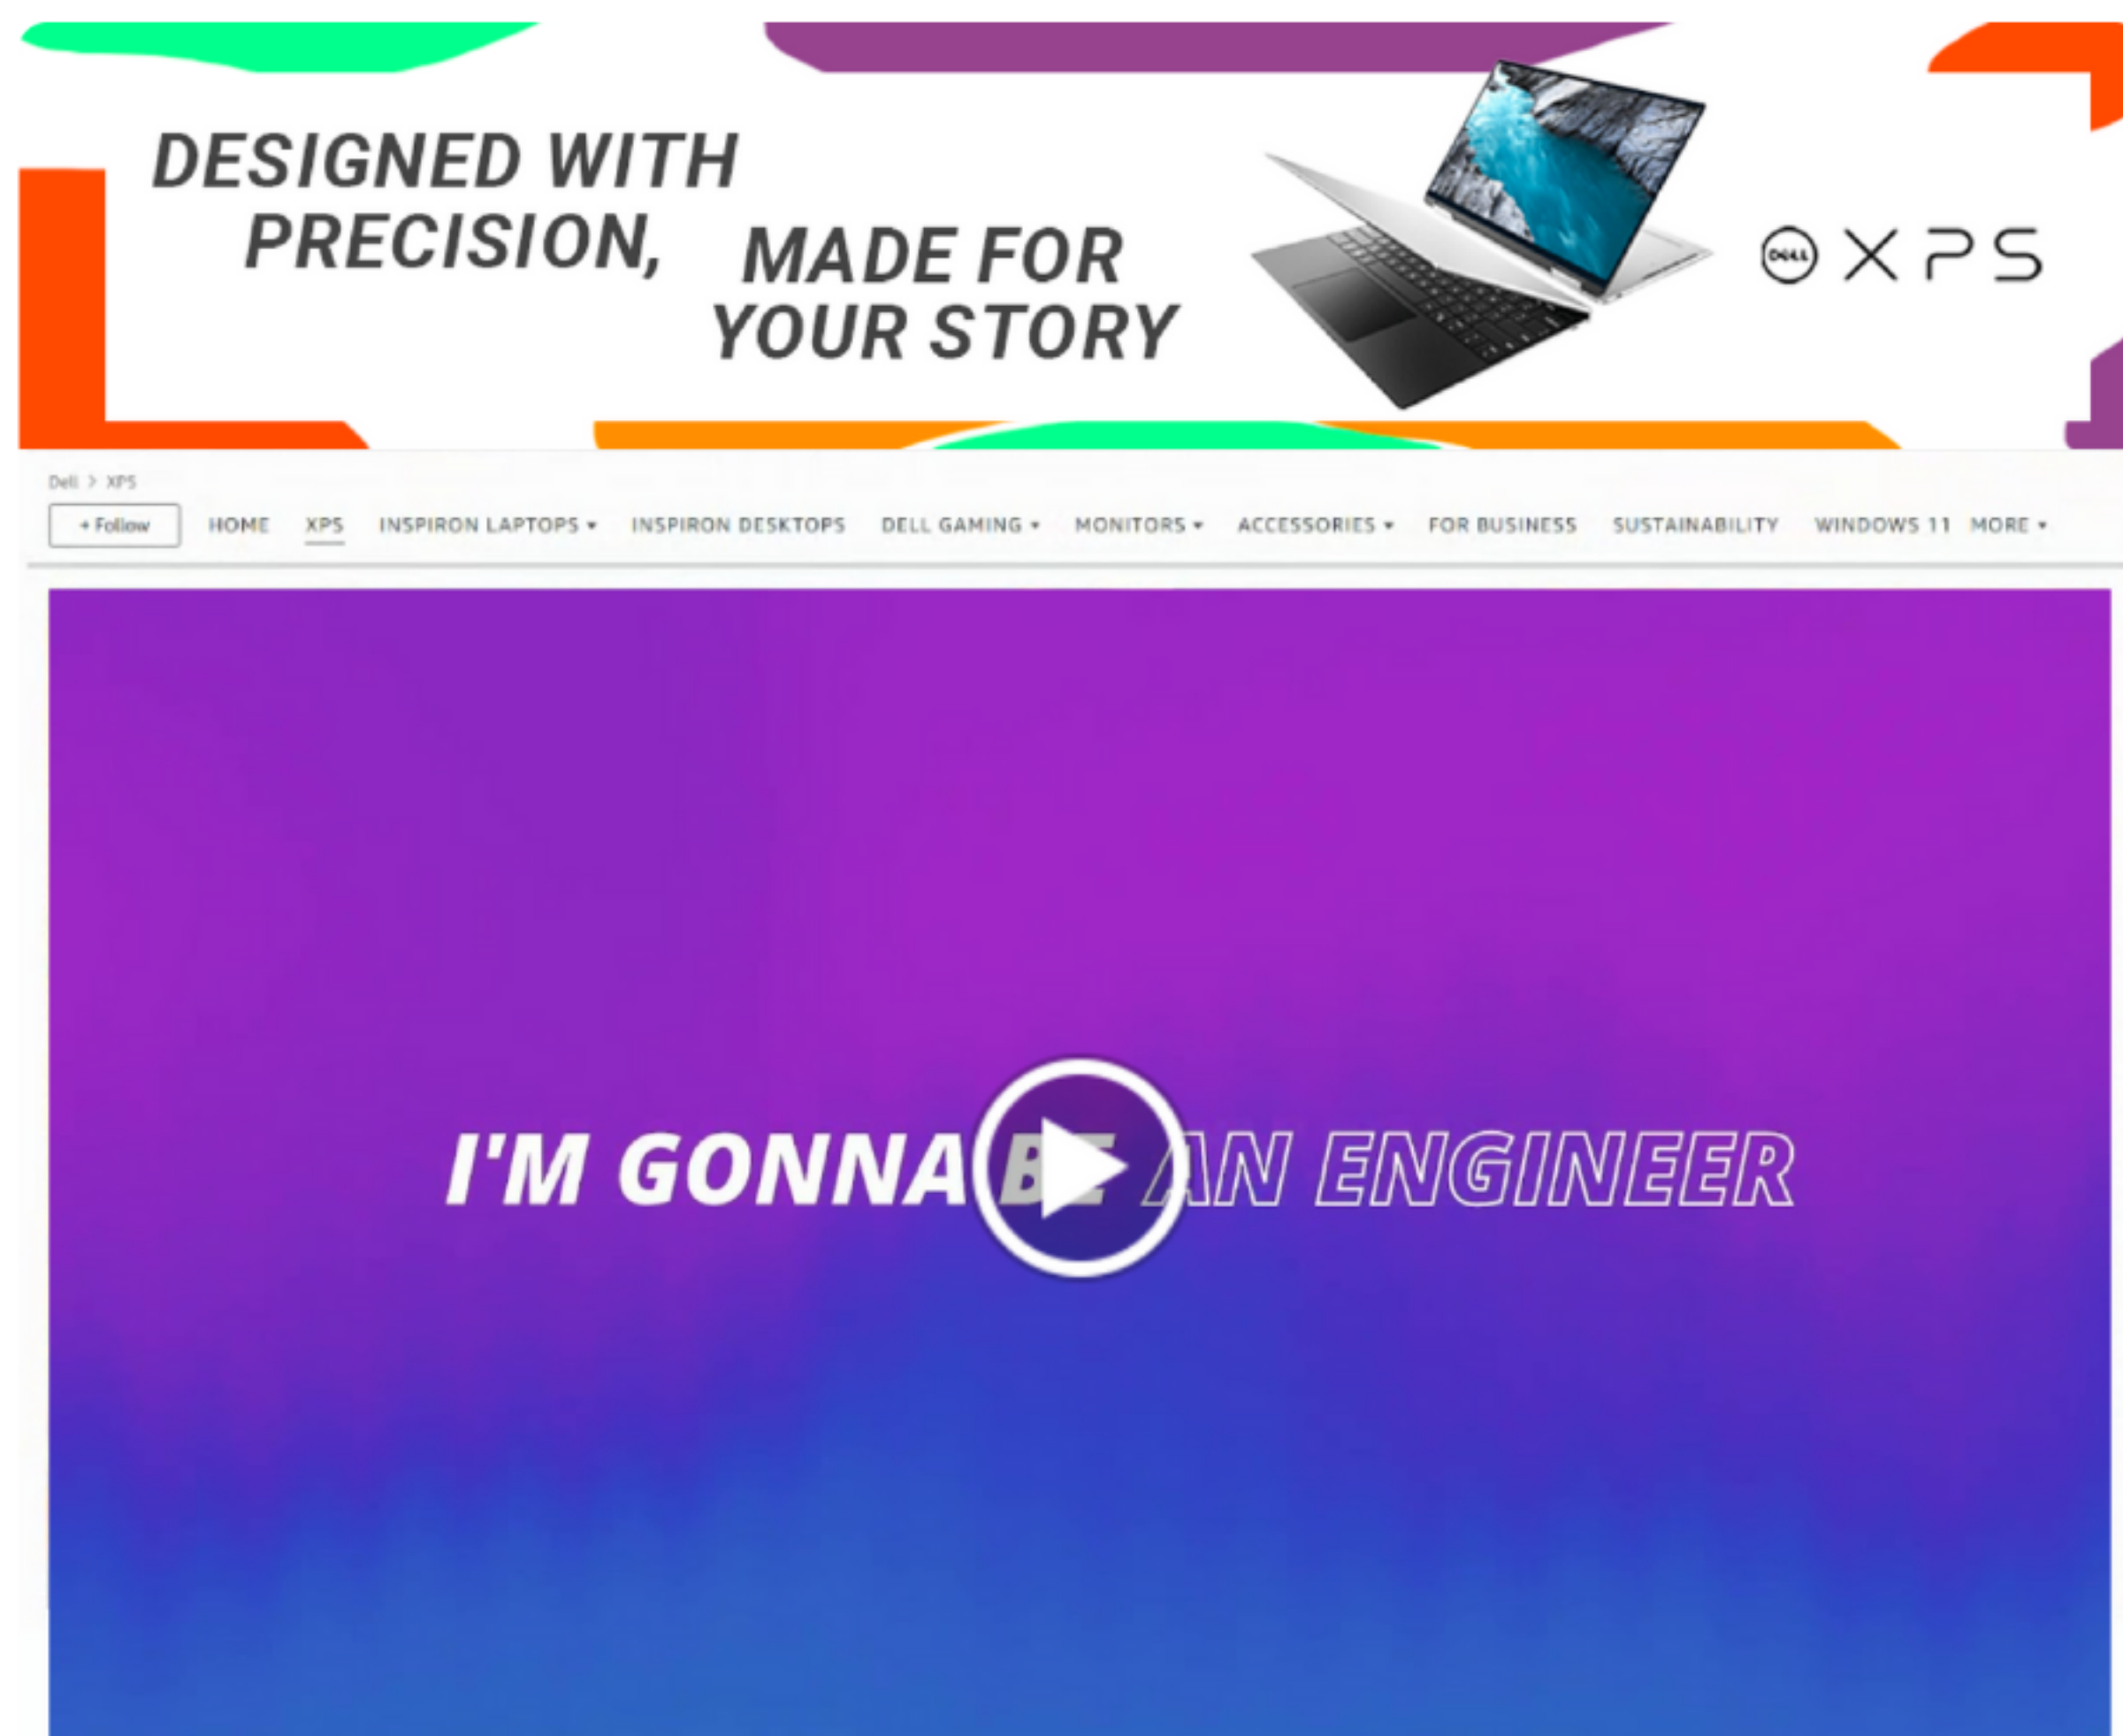 DESIGNED WITH
PRECISION,
MADE FOR
YOUR STORY
DELL XPS
Dell > XPS
+ Follow HOME XPS INSPIRON LAPTOPS INSPIRON DESKTOPS DELL GAMING MONITORS ACCESSORIES FOR BUSINESS SUSTAINABILITY WINDOWS 11 MORE
I'M GONNA BE AN ENGINEER